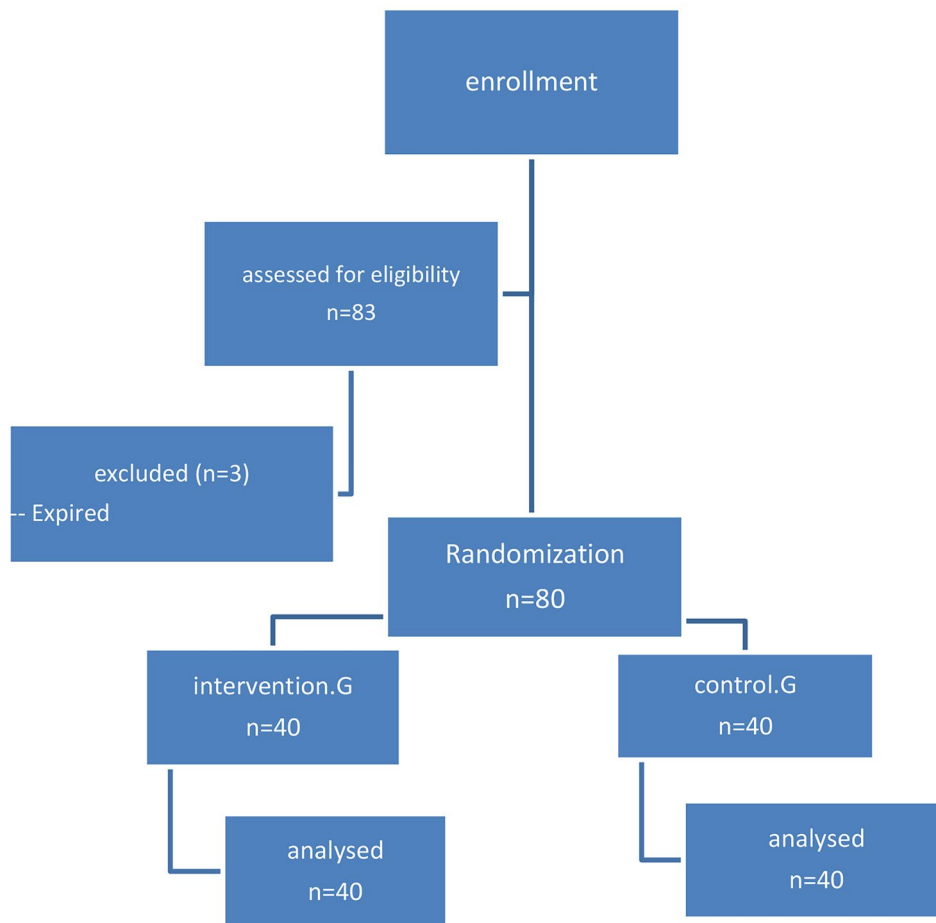 enrollment
assessed for eligibility
n=83
excluded (n=3)
-- Expired
Randomization
n=80
intervention.G
n=40
control.G
n=40
analysed
n=40
analysed
n=40